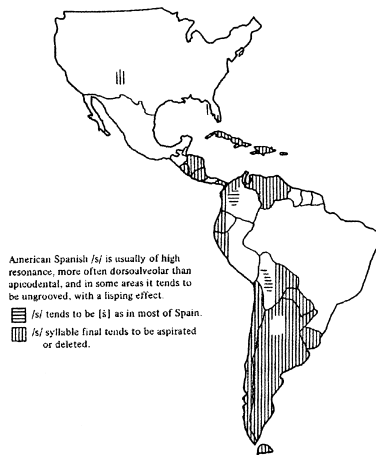 American Spanish /s/ is usually of high
resonance, more often dorsoalveolar than
apicodental, and in some areas it tends to
be ungrooved, with a lisping effect.
/s/ tends to be [ś] as in most of Spain.
/s/ syllable final tends to be aspirated
or deleted.